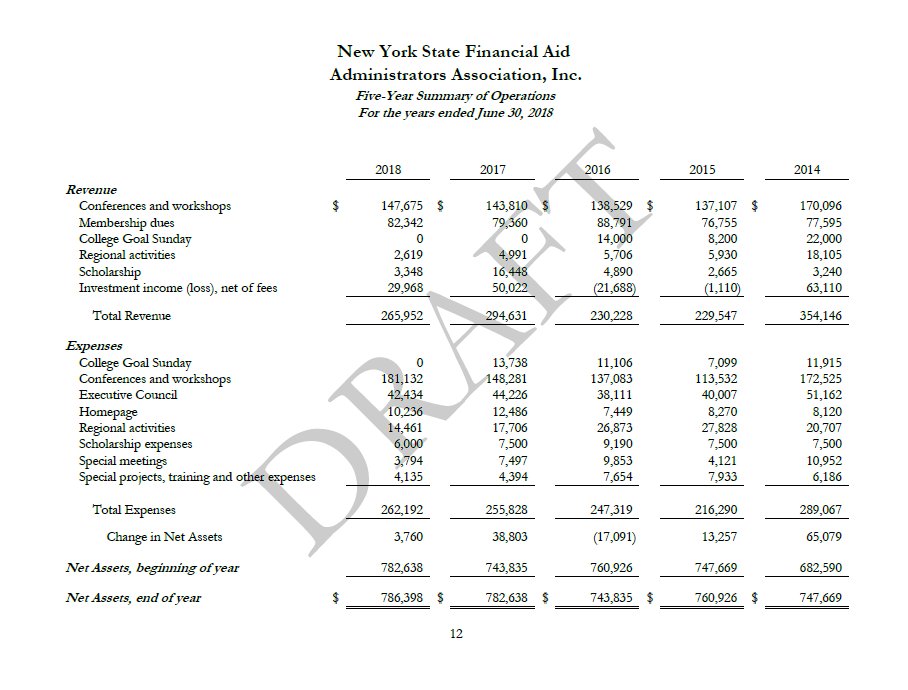 New York State Financial Aid
Administrators Association, Inc.
Five-Year Summary of Operations
For the years ended June 30, 2018
DRAFT
2018 2017 2016 2015 2014
Revenue
Conferences and workshops $ 147,675 $ 143,810 $ 138,529 $ 137,107 $ 170,096
Membership dues 82,342 79,360 88,791 76,755 77,595
College Goal Sunday 0 0 14,000 8,200 22,000
Regional activities 2,619 4,991 5,706 5,930 18,105
Scholarship 3,348 16,448 4,890 2,665 3,240
Investment income (loss), net of fees 29,968 50,022 (21,688) (1,110) 63,110
Total Revenue 265,952 294,631 230,228 229,547 354,146
Expenses
College Goal Sunday 0 13,738 11,106 7,099 11,915
Conferences and workshops 181,132 148,281 137,083 113,532 172,525
Executive Council 42,434 44,226 38,111 40,007 51,162
Homepage 10,236 12,486 7,449 8,270 8,120
Regional activities 14,461 17,706 26,873 27,828 20,707
Scholarship expenses 6,000 7,500 9,190 7,500 7,500
Special meetings 3,794 7,497 9,853 4,121 10,952
Special projects, training and other expenses 4,135 4,394 7,654 7,933 6,186
Total Expenses 262,192 255,828 247,319 216,290 289,067
Change in Net Assets 3,760 38,803 (17,091) 13,257 65,079
Net Assets, beginning of year 782,638 743,835 760,926 747,669 682,590
Net Assets, end of year $ 786,398 $ 782,638 $ 743,835 $ 760,926 $ 747,669
12